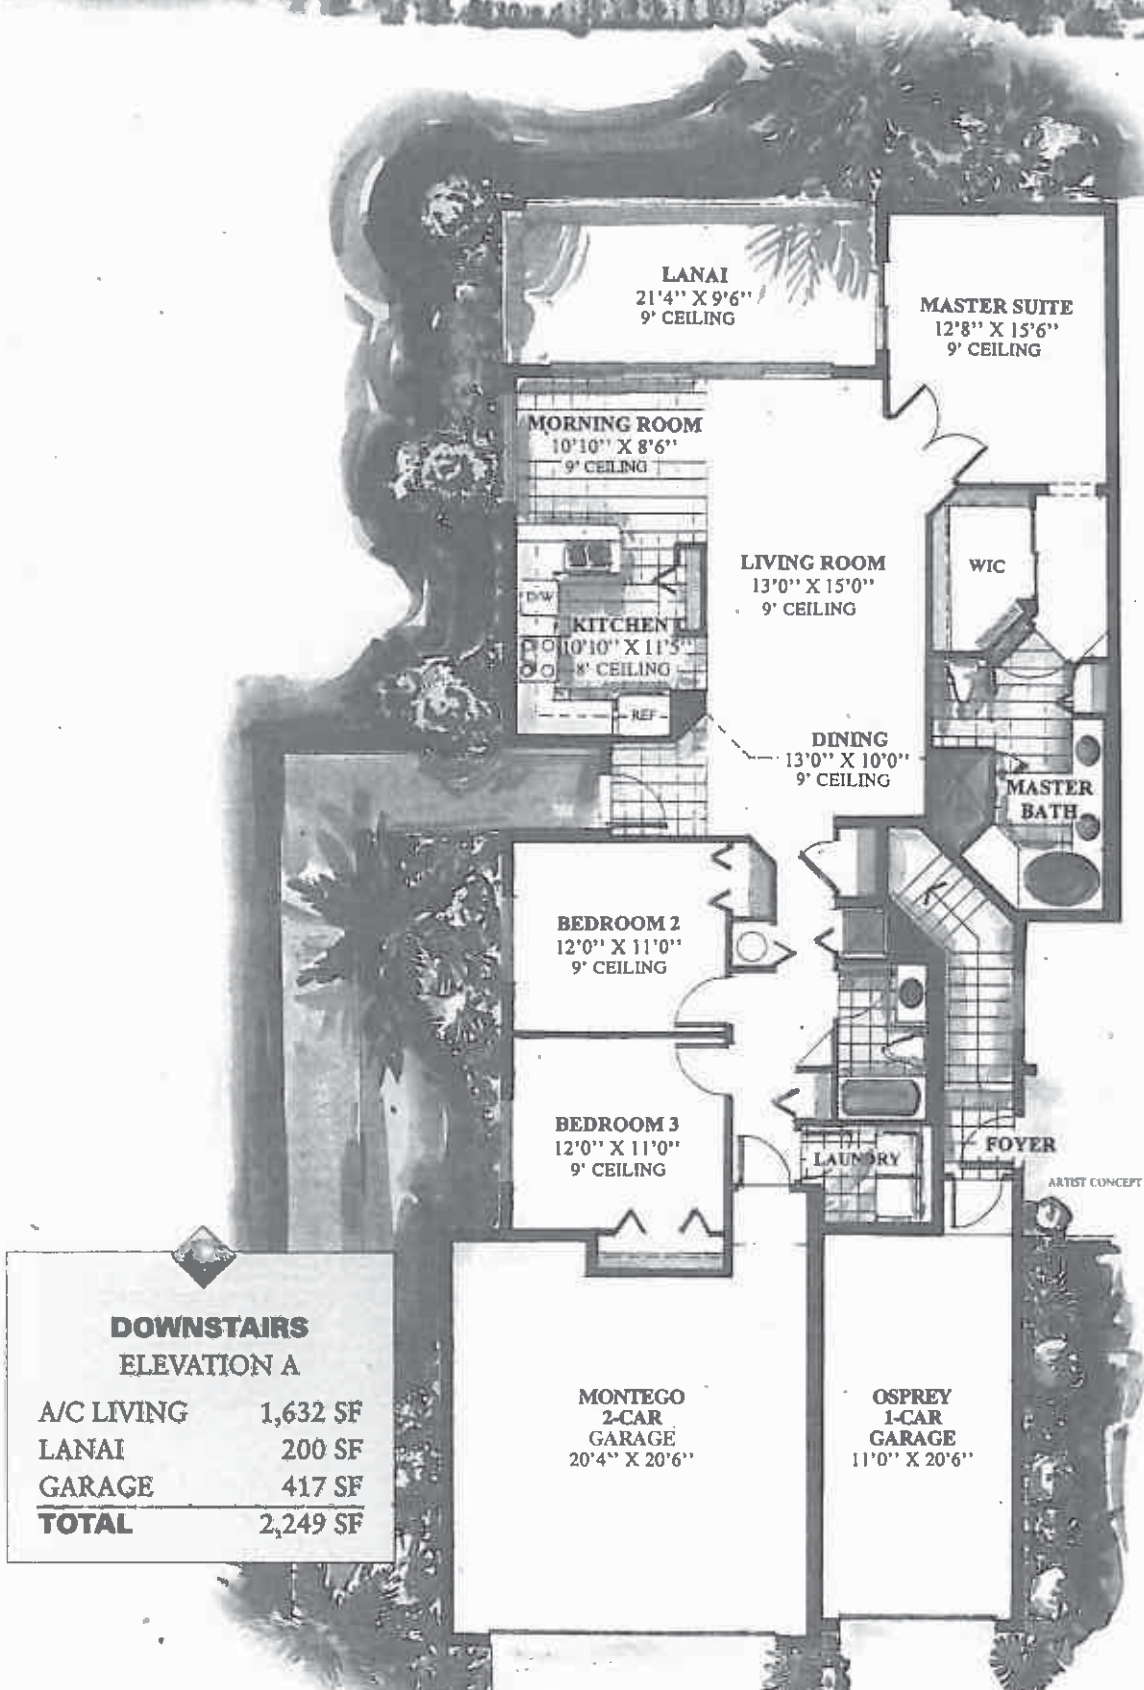 LANAI
21'4'' X 9'6''
9' CEILING
MASTER SUITE
12'8'' X 15'6''
9' CEILING
MORNING ROOM
10'10'' X 8'6''
9' CEILING
LIVING ROOM
13'0'' X 15'0''
9' CEILING
WIC
D/W
KITCHEN
10'10'' X 11'5''
8' CEILING
REF
DINING
13'0'' X 10'0''
9' CEILING
MASTER
BATH
BEDROOM 2
12'0'' X 11'0''
9' CEILING
BEDROOM 3
12'0'' X 11'0''
9' CEILING
LAUNDRY
FOYER
ARTIST CONCEPT
DOWNSTAIRS
ELEVATION A
A/C LIVING 1,632 SF
LANAI 200 SF
GARAGE 417 SF
TOTAL 2,249 SF
MONTEGO
2-CAR
GARAGE
20'4'' X 20'6''
OSPREY
1-CAR
GARAGE
11'0'' X 20'6''